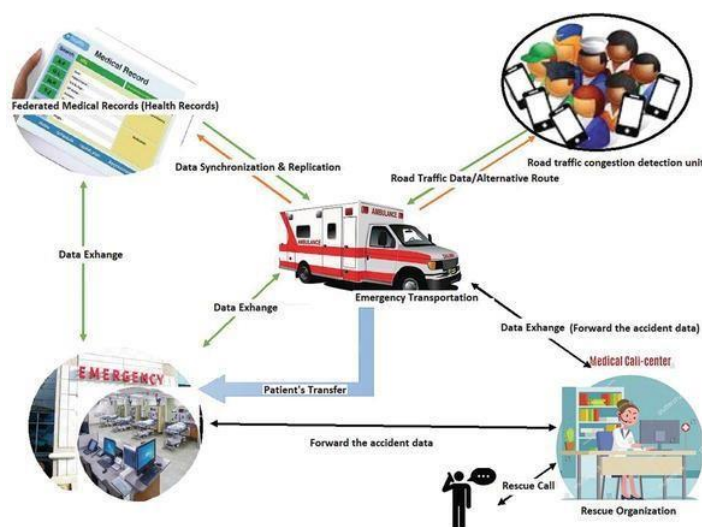 Search
Medical Record
Federated Medical Records (Health Records)
Road traffic congestion detection unit
Data Synchronization & Replication
Road Traffic Data/Alternative Route
AMBULANCE
AMBULANCE
Emergency Transportation
Data Exhange
Data Exhange
Data Exhange (Forward the accident data)
Medical Call-center
EMERGENCY
Patient's Transfer
Forward the accident data
Rescue Call
Rescue Organization